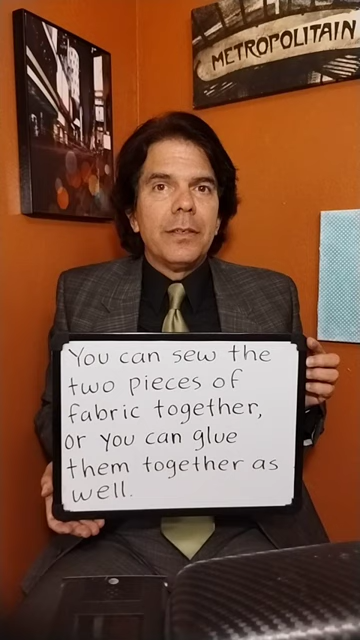 METROPOLITAIN
You can sew the
two pieces of
fabric together,
or you can glue
them together as
well.